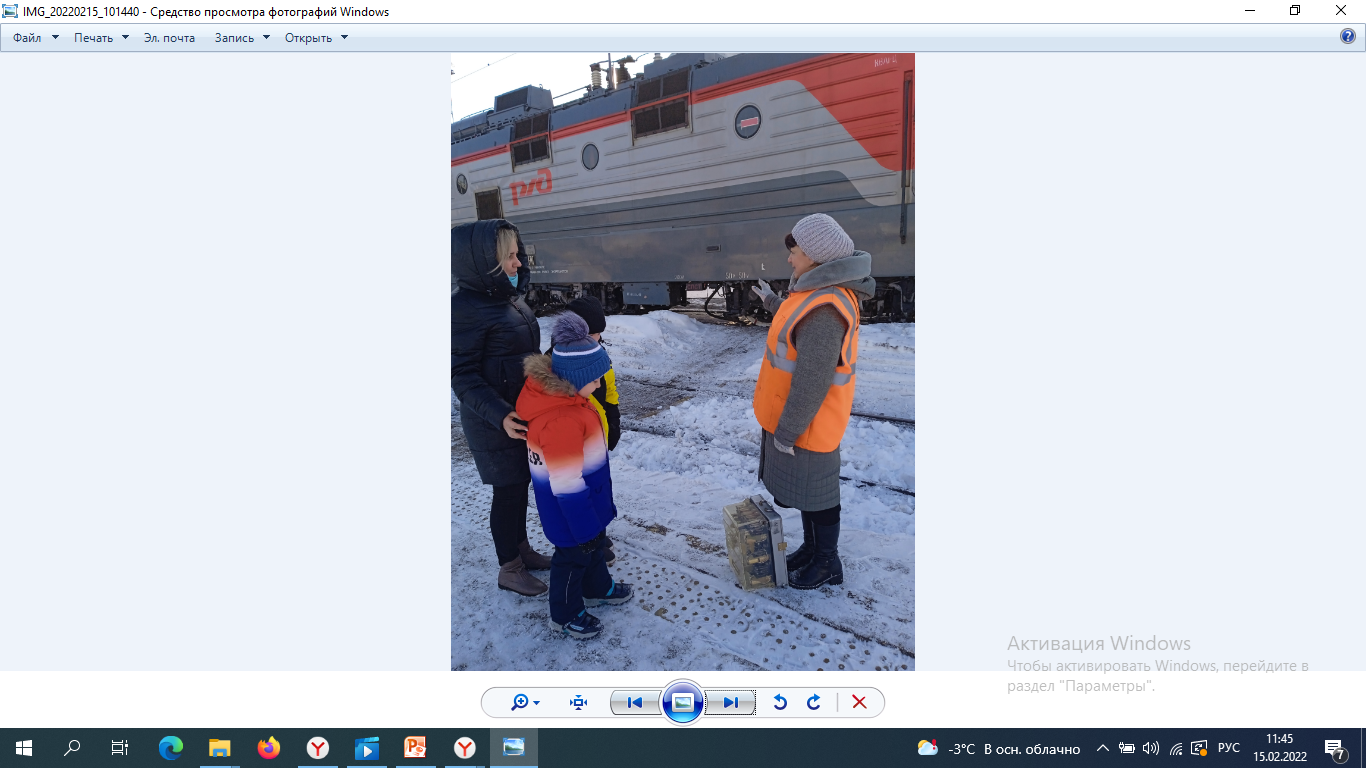 IMG_20220215_101440 - Средство просмотра фотографий Windows
Файл Печать Эл. почта Запись Открыть
ржд
Активация Windows
Чтобы активировать Windows, перейдите в
раздел "Параметры".
-3°C В осн. облачно РУС 11:45
15.02.2022
7